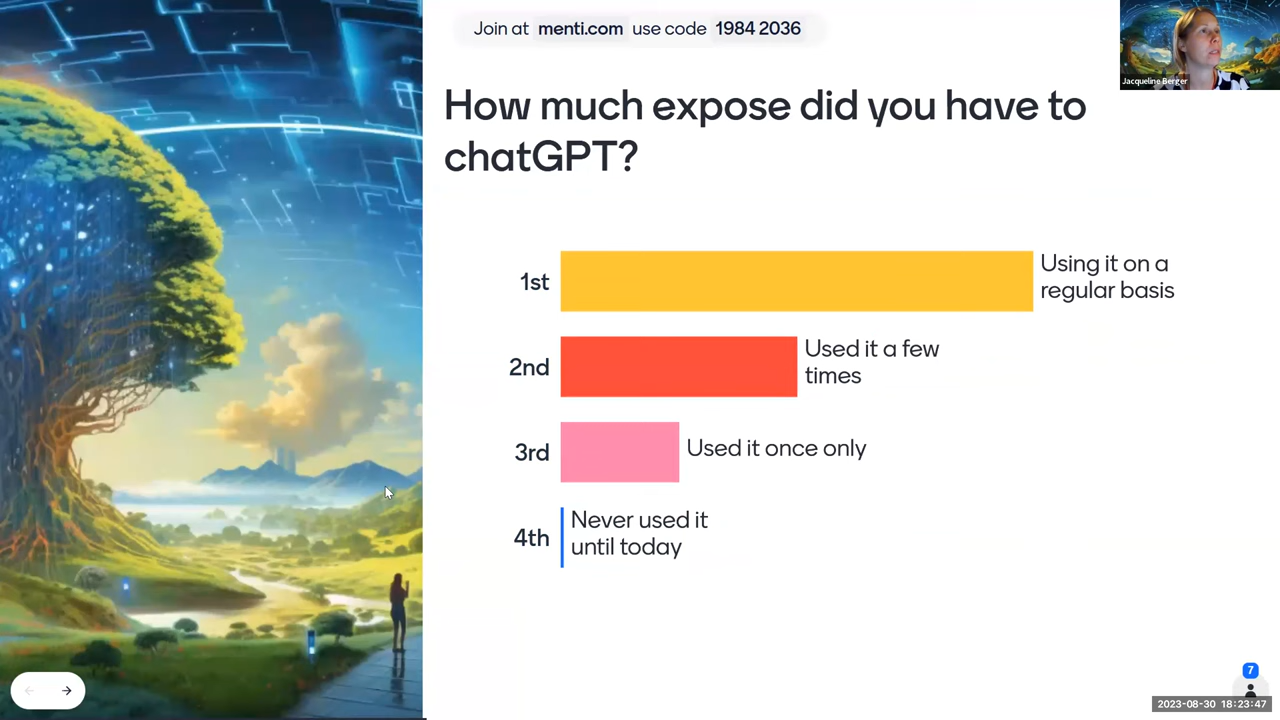 Join at menti.com use code 1984 2036
Jacqueline Berger
How much expose did you have to
chatGPT?
1st
Using it on a
regular basis
2nd
Used it a few
times
3rd
Used it once only
4th
Never used it
until today
7
2023-08-30 18:23:47